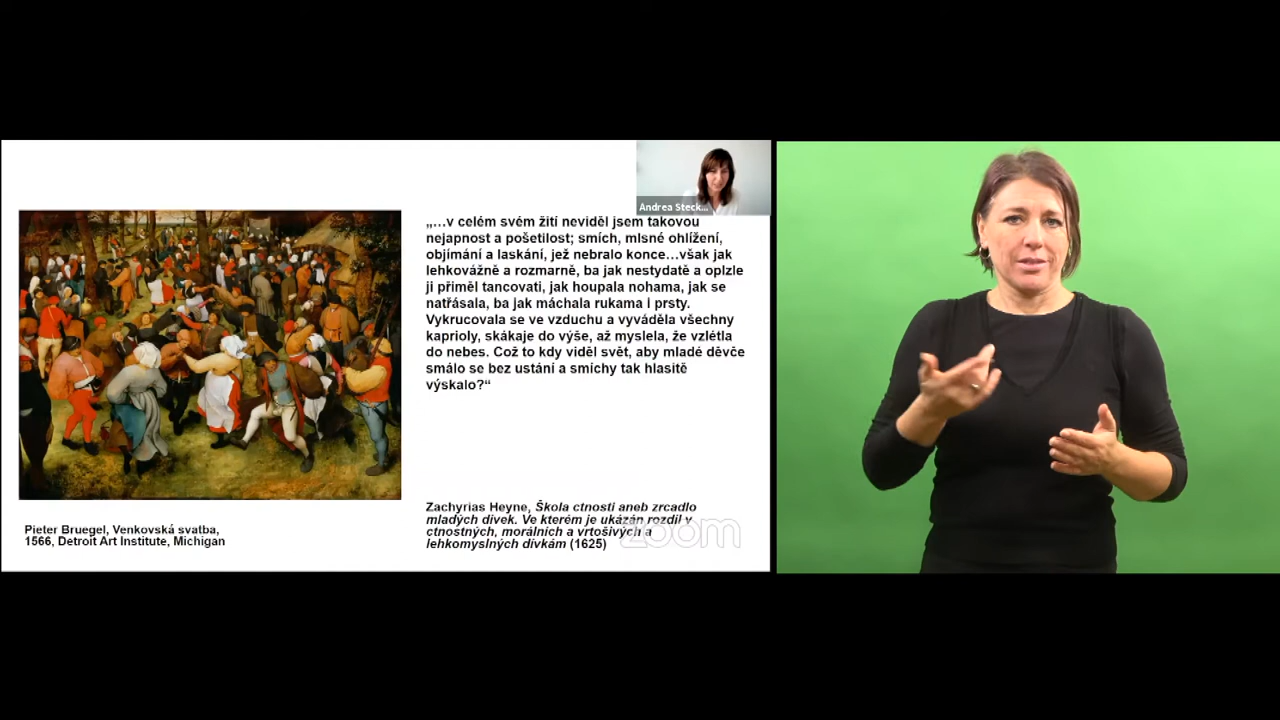 Andrea Steck...
„…v celém svém žití neviděl jsem takovou
nejapnost a pošetilost; smích, mlsné ohlížení,
objímání a laskání, jež nebralo konce…však jak
lehkovážně a rozmarně, ba jak nestydatě a oplzle
ji přiměl tancovati, jak houpala nohama, jak se
natřásala, ba jak máchala rukama i prsty.
Vykrucovala se ve vzduchu a vyváděla všechny
kaprioly, skákaje do výše, až myslela, že vzlétla
do nebes. Což to kdy viděl svět, aby mladé děvče
smálo se bez ustání a smíchy tak hlasitě
výskalo?“
Pieter Bruegel, Venkovská svatba,
1566, Detroit Art Institute, Michigan
Zachyrias Heyne, Škola ctnosti aneb zrcadlo
mladých dívek. Ve kterém je ukázán rozdíl v
ctnostných, morálních a vrtošivých a
lehkomyslných dívkám (1625)
zoom